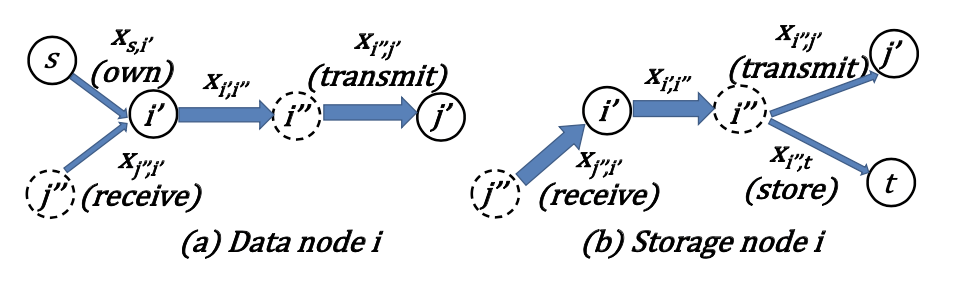 s
x_{s,i'}
(own)
i'
x_{i',i''}
i''
x_{i'',j'}
(transmit)
j'
j''
x_{j'',i'}
(receive)
(a) Data node i
j''
x_{j'',i'}
(receive)
i'
x_{i',i''}
i''
x_{i'',j'}
(transmit)
j'
x_{i'',t}
(store)
t
(b) Storage node i